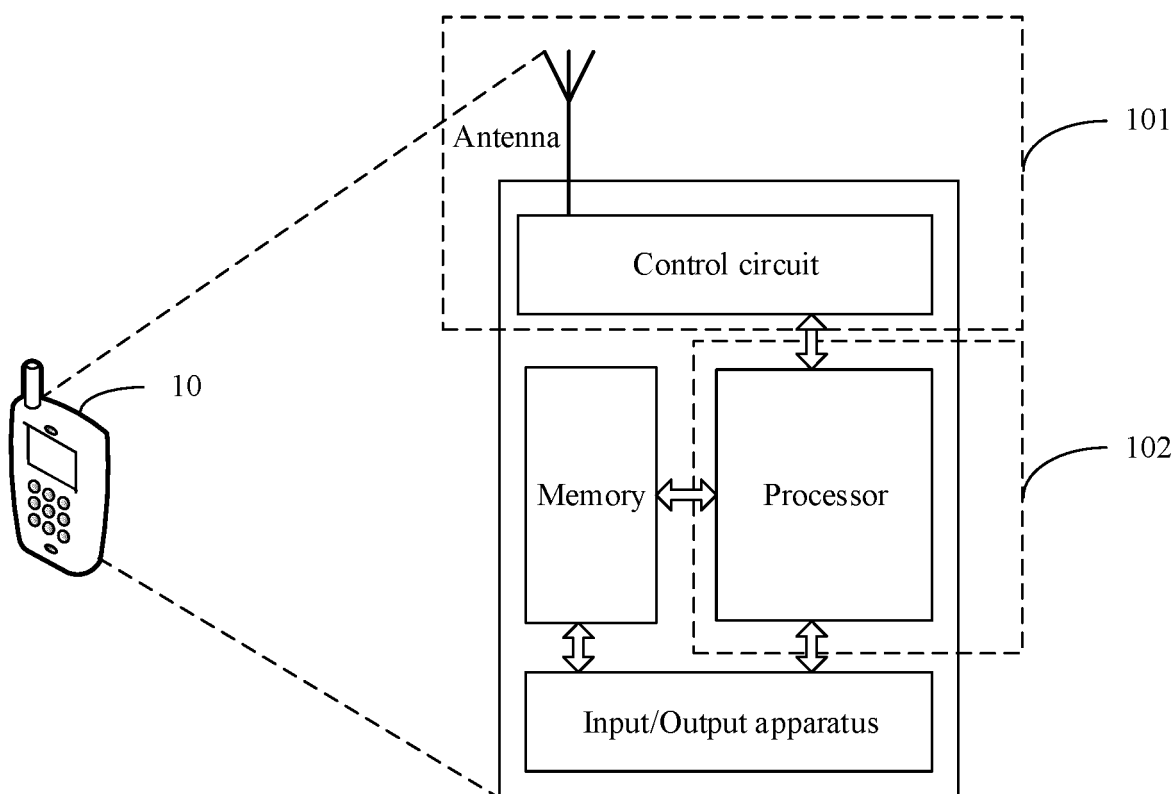 Antenna
101
Control circuit
10
Memory
Processor
102
Input/Output apparatus